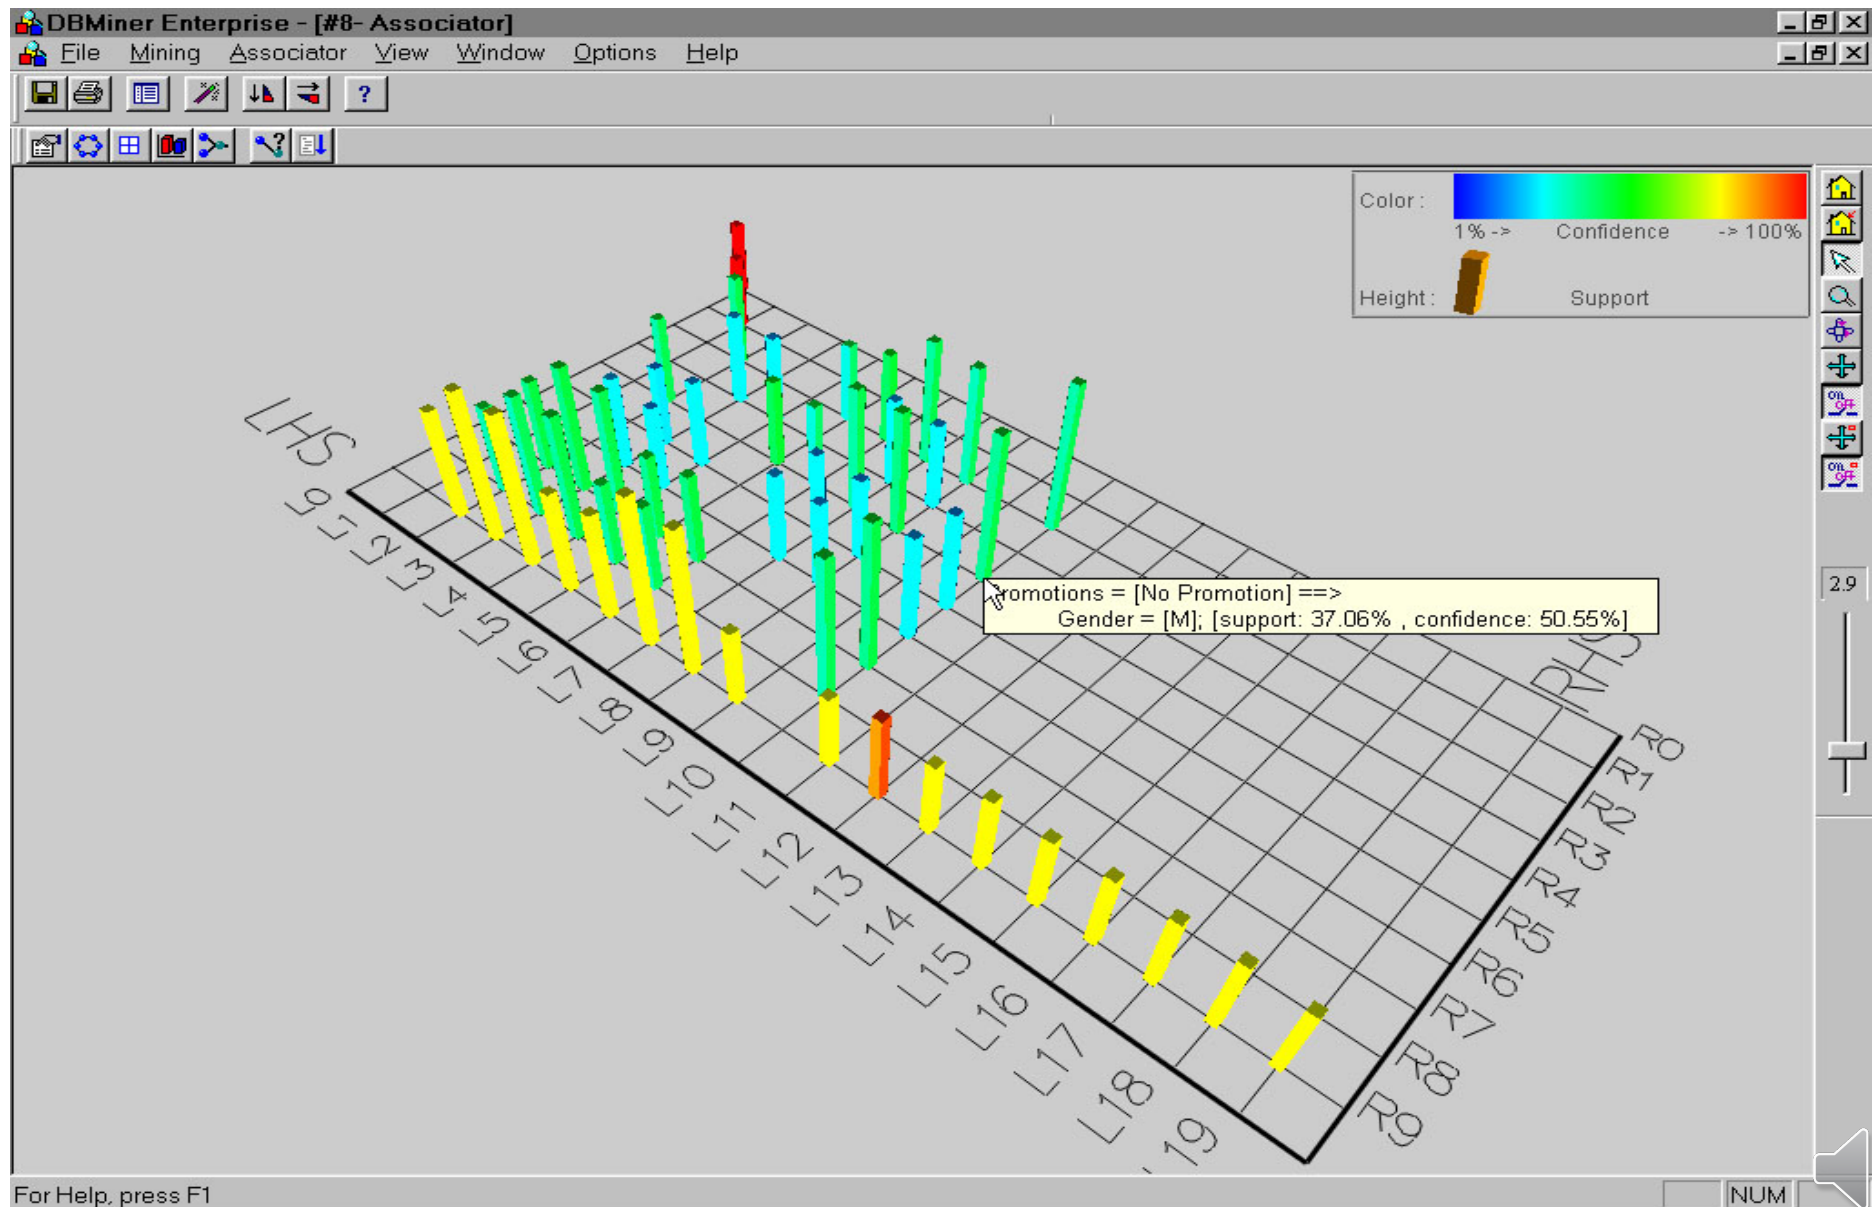 DBMiner Enterprise - [#8- Associator]
File Mining Associator View Window Options Help
Color :
1% -> Confidence -> 100%
Height : Support
LHS
L0
L1
L2
L3
L4
L5
L6
L7
L8
L9
L10
L11
L12
L13
L14
L15
L16
L17
L18
19
2.9
romotions = [No Promotion] ==>
Gender = [M]; [support: 37.06% , confidence: 50.55%]
R0
R1
R2
R3
R4
R5
R6
R7
R8
R9
For Help, press F1
NUM